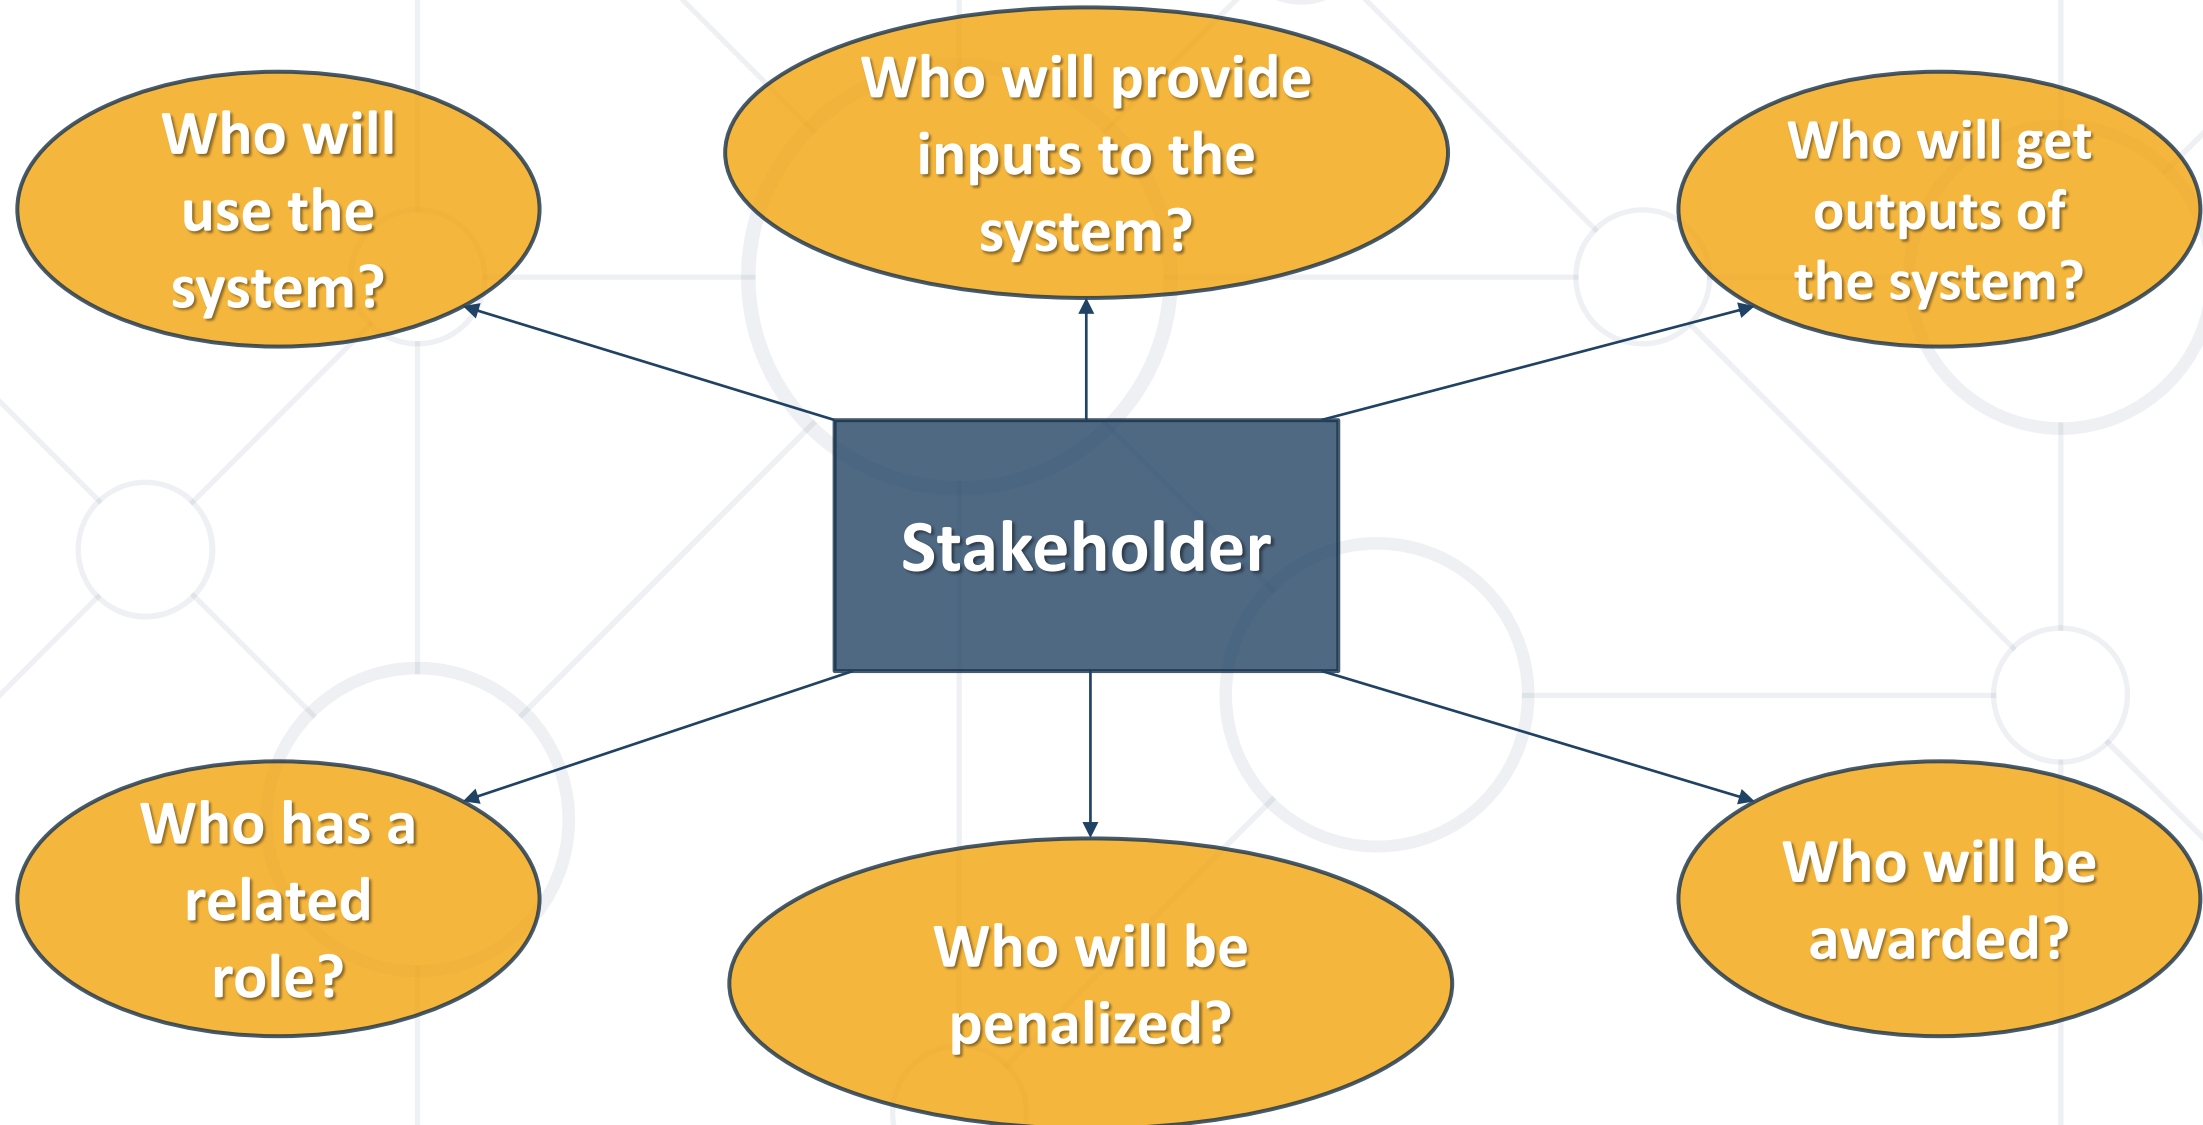 Who will
use the
system?
Who will provide
inputs to the
system?
Who will get
outputs of
the system?
Stakeholder
Who has a
related
role?
Who will be
penalized?
Who will be
awarded?